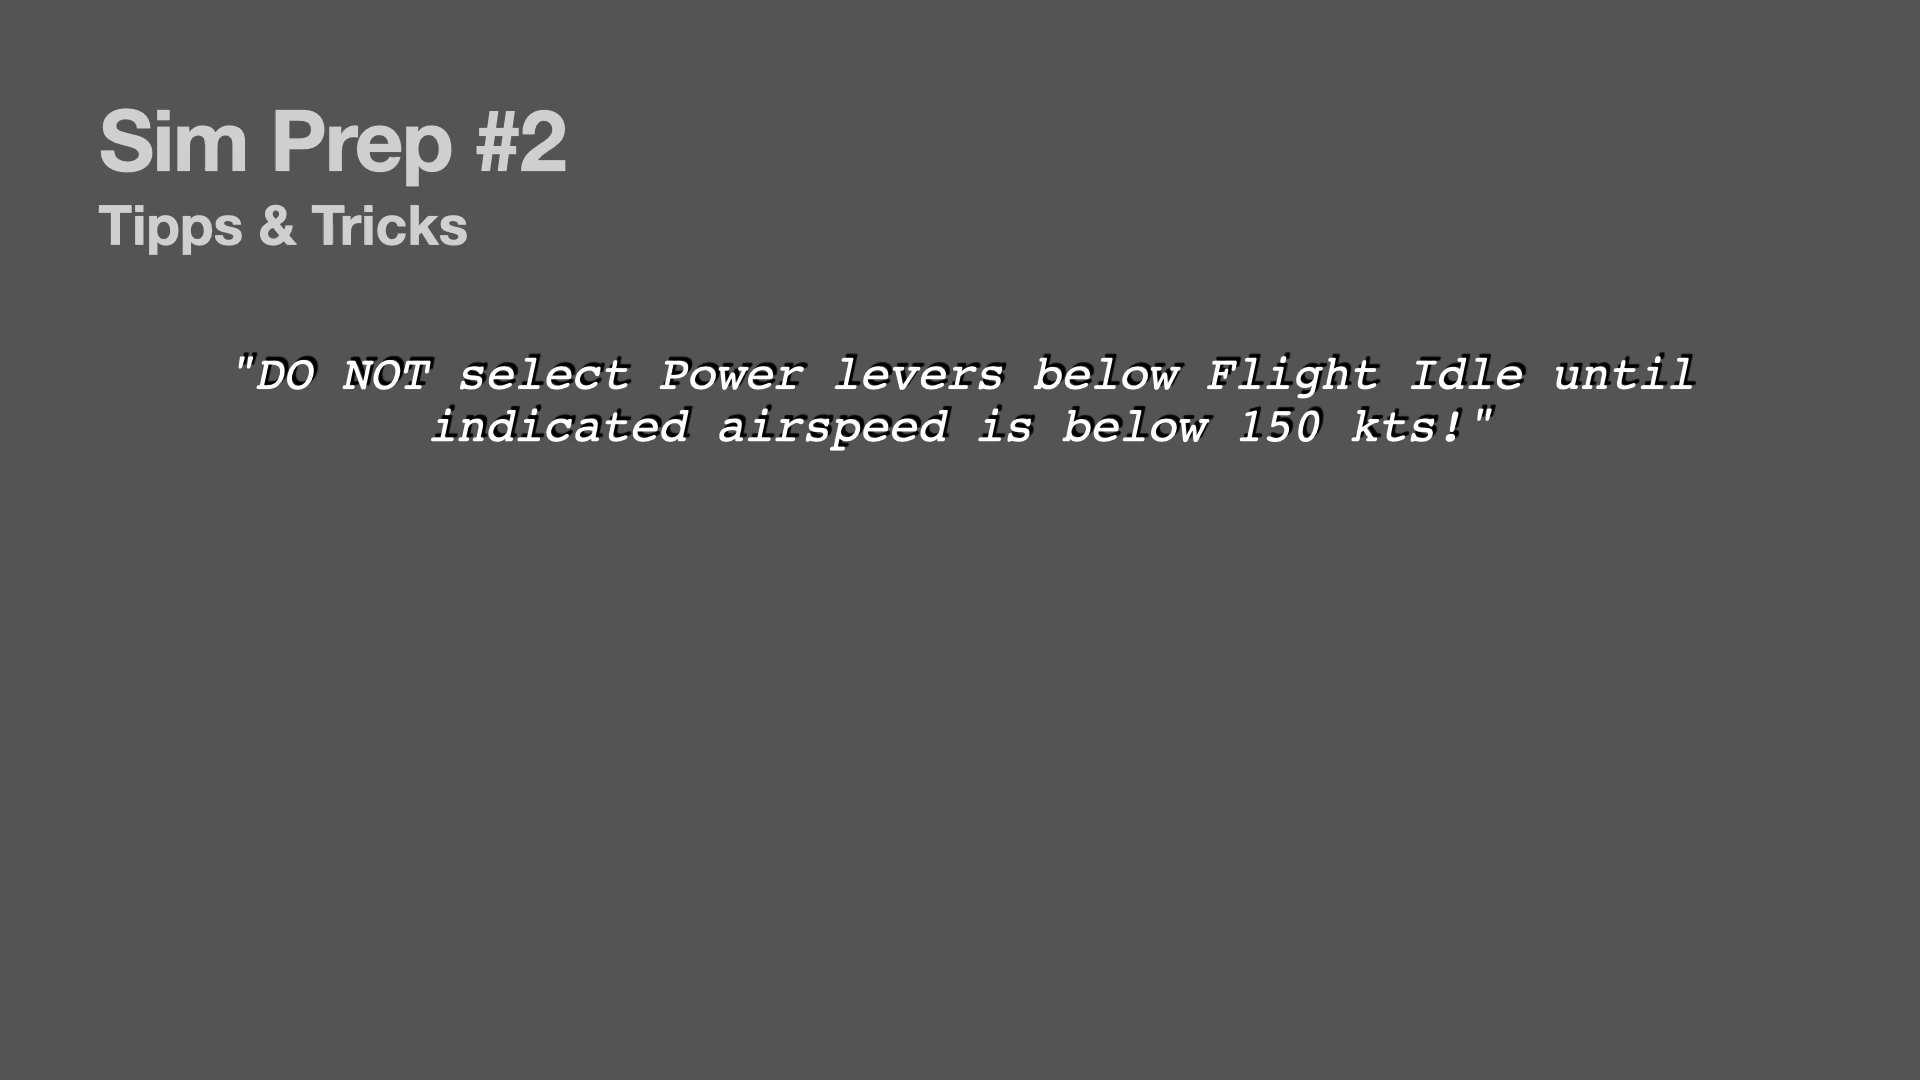 Sim Prep #2
Tipps & Tricks
"DO NOT select Power levers below Flight Idle until
indicated airspeed is below 150 kts!"